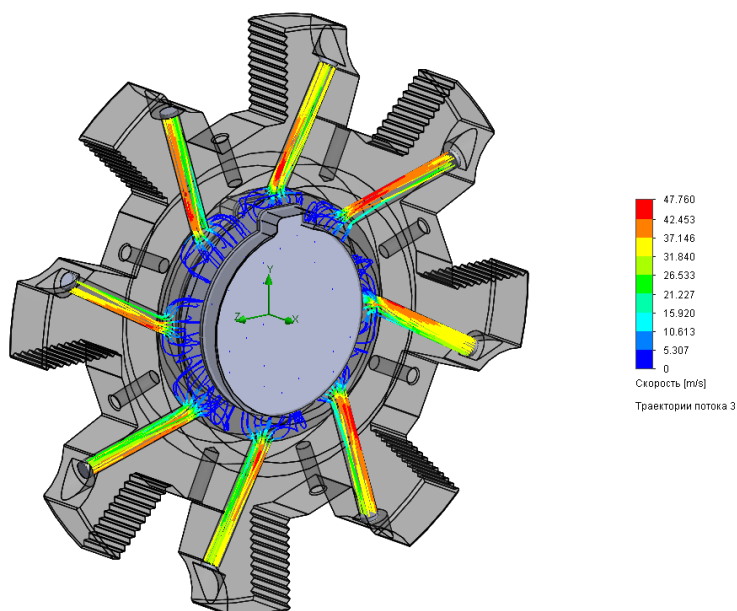 47.760
42.453
37.146
31.840
26.533
21.227
15.920
10.613
5.307
0
Скорость [m/s]
Траектории потока 3
Y
Z
X